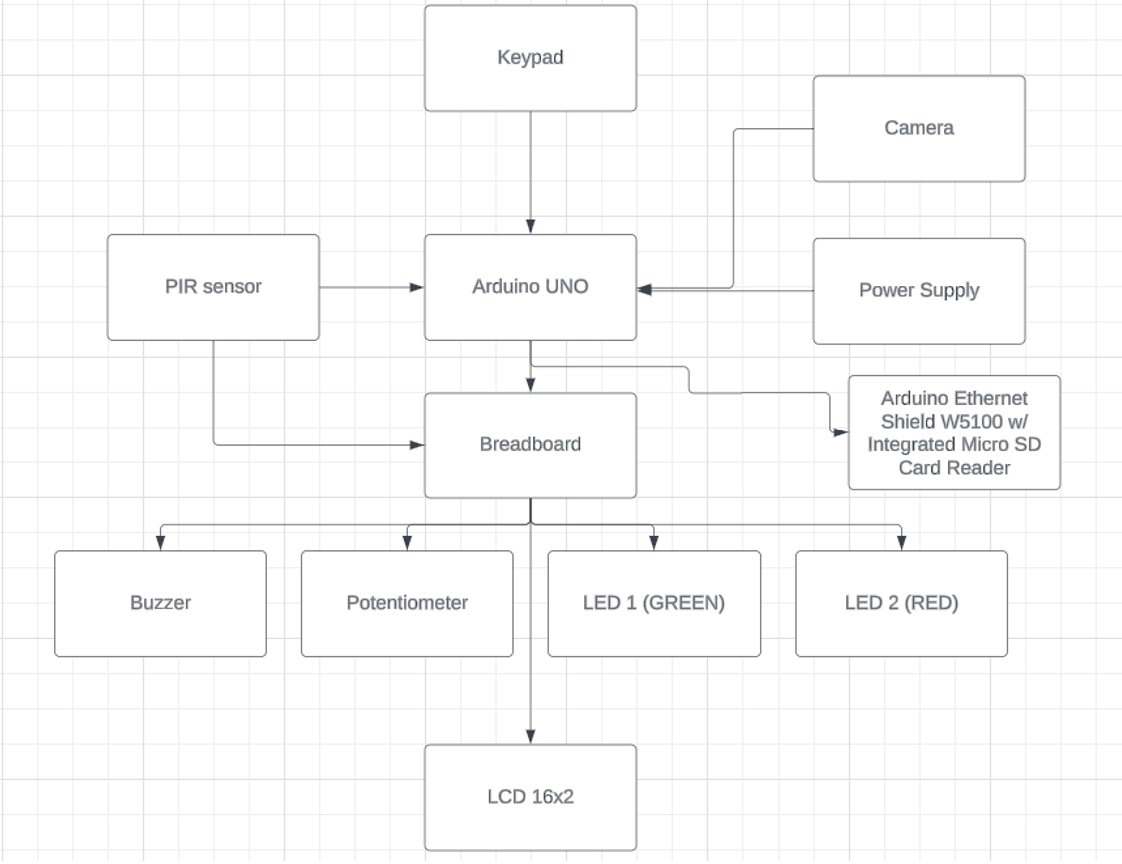 Keypad
Camera
PIR sensor
Arduino UNO
Power Supply
Arduino Ethernet
Shield W5100 w/
Integrated Micro SD
Card Reader
Breadboard
Buzzer
Potentiometer
LED 1 (GREEN)
LED 2 (RED)
LCD 16x2